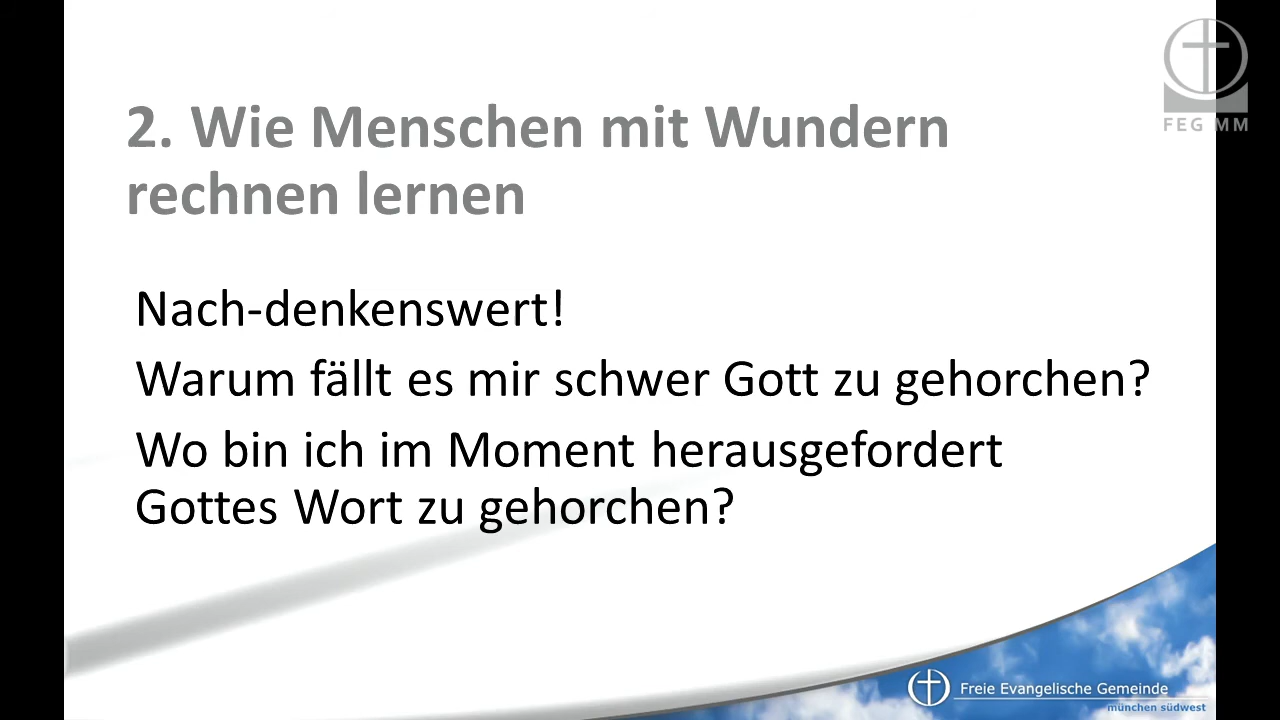 FEG MM
2. Wie Menschen mit Wundern
rechnen lernen
Nach-denkenswert!
Warum fällt es mir schwer Gott zu gehorchen?
Wo bin ich im Moment herausgefordert
Gottes Wort zu gehorchen?
Freie Evangelische Gemeinde
münchen südwest